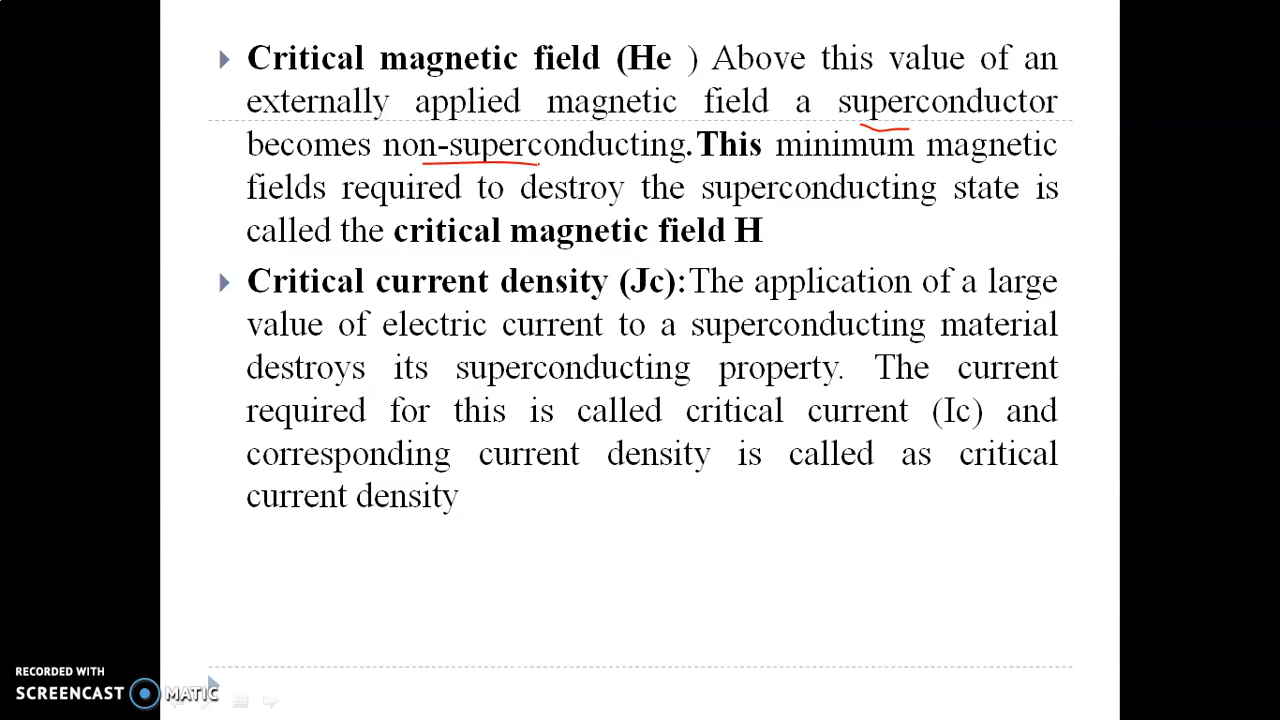 Critical magnetic field (He ) Above this value of an
externally applied magnetic field a superconductor
becomes non-superconducting.This minimum magnetic
fields required to destroy the superconducting state is
called the critical magnetic field H
Critical current density (Jc):The application of a large
value of electric current to a superconducting material
destroys its superconducting property. The current
required for this is called critical current (Ic) and
corresponding current density is called as critical
current density
RECORDED WITH
SCREENCAST MATIC